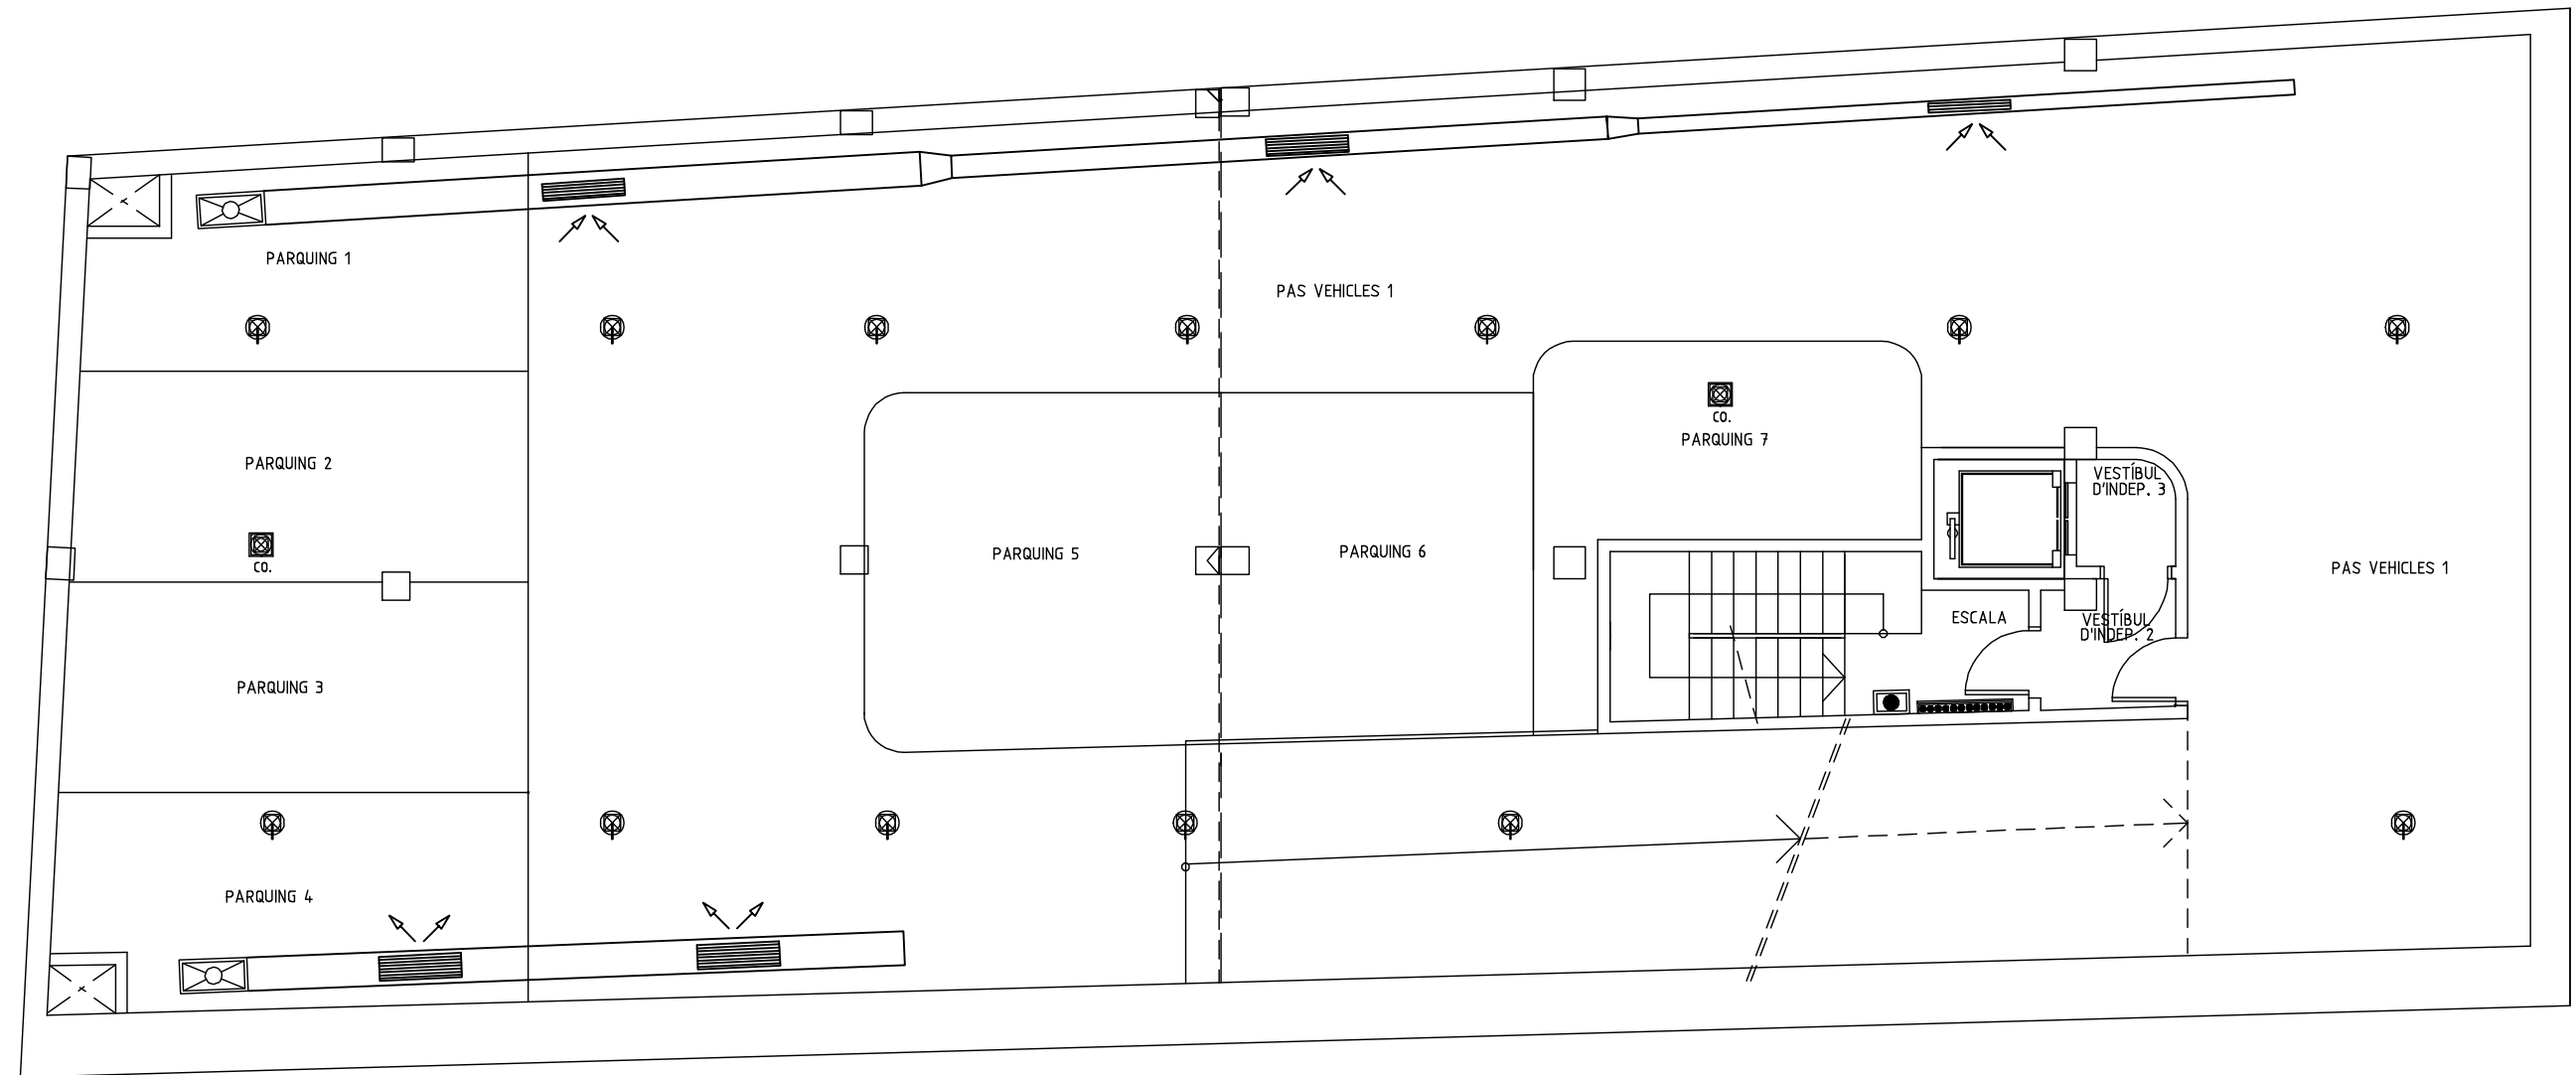 PARQUING 1
PAS VEHICLES 1
CO.
PARQUING 7
PARQUING 2
VESTÍBUL
D'INDEP. 3
PARQUING 5
PARQUING 6
CO.
PAS VEHICLES 1
ESCALA
VESTÍBUL
D'INDEP. 2
PARQUING 3
PARQUING 4